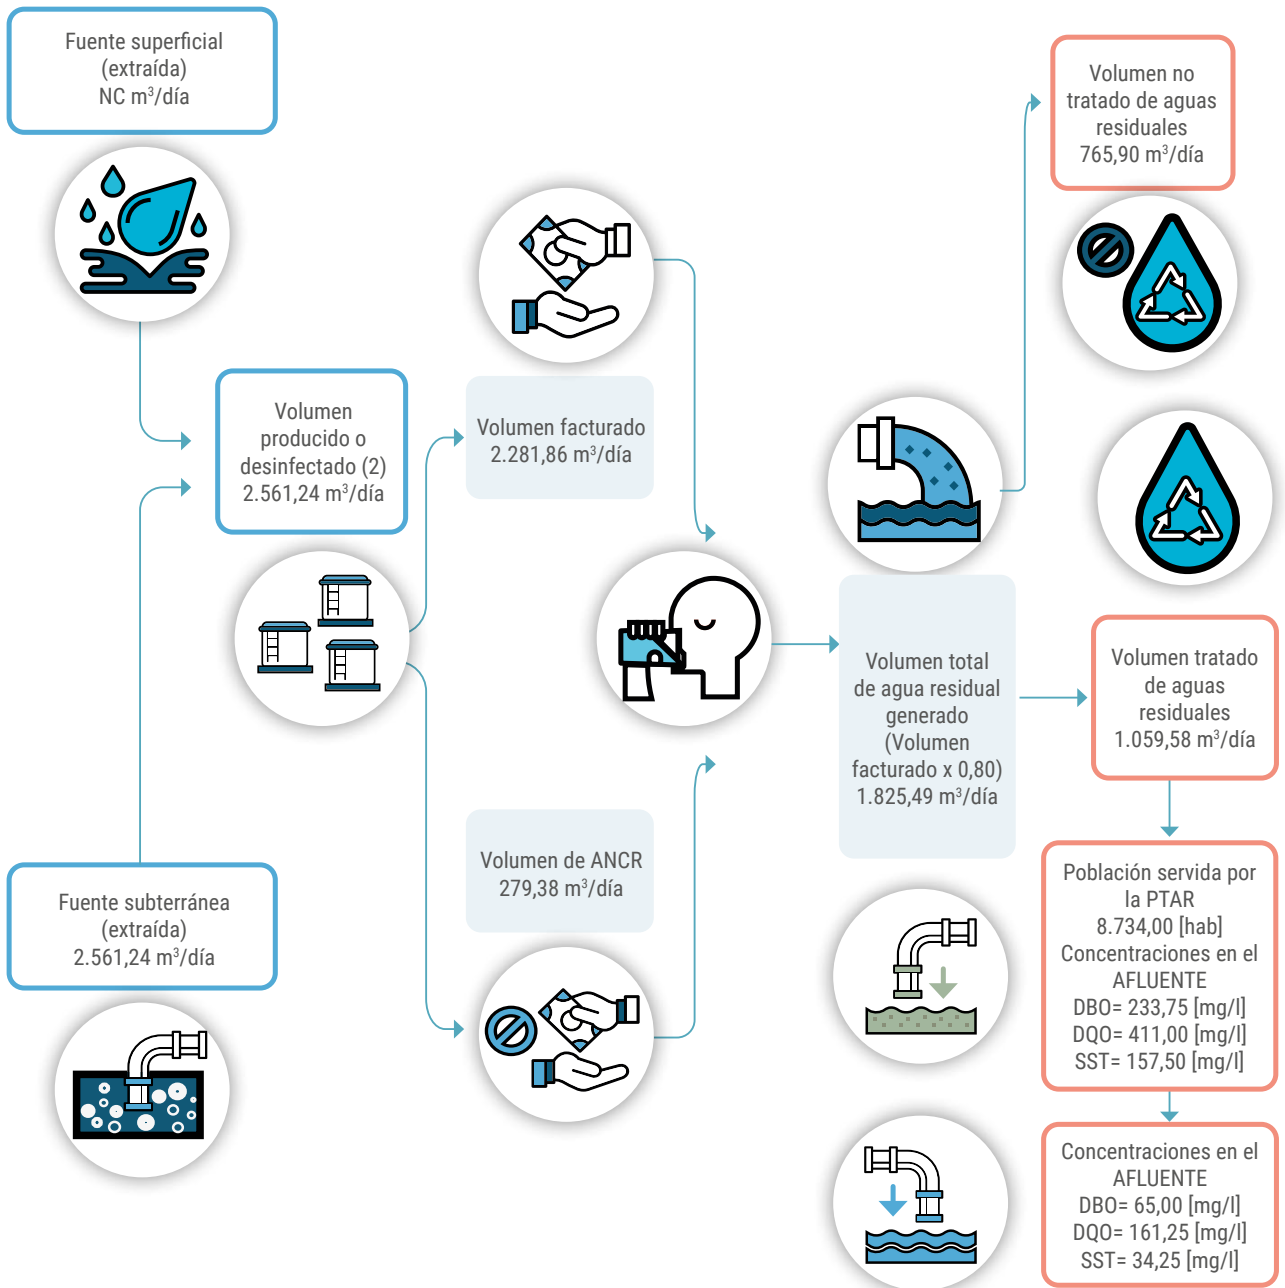 Fuente superficial
(extraída)
NC m³/día
Volumen
producido o
desinfectado (2)
2.561,24 m³/día
Fuente subterránea
(extraída)
2.561,24 m³/día
Volumen facturado
2.281,86 m³/día
Volumen de ANCR
279,38 m³/día
Volumen total
de agua residual
generado
(Volumen
facturado x 0,80)
1.825,49 m³/día
Volumen no
tratado de aguas
residuales
765,90 m³/día
Volumen tratado
de aguas
residuales
1.059,58 m³/día
Población servida por
la PTAR
8.734,00 [hab]
Concentraciones en el
AFLUENTE
DBO= 233,75 [mg/l]
DQO= 411,00 [mg/l]
SST= 157,50 [mg/l]
Concentraciones en el
AFLUENTE
DBO= 65,00 [mg/l]
DQO= 161,25 [mg/l]
SST= 34,25 [mg/l]